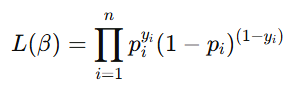 L(β) = ∏_{i=1}^{n} p_i^{y_i} (1 − p_i)^{(1−y_i)}